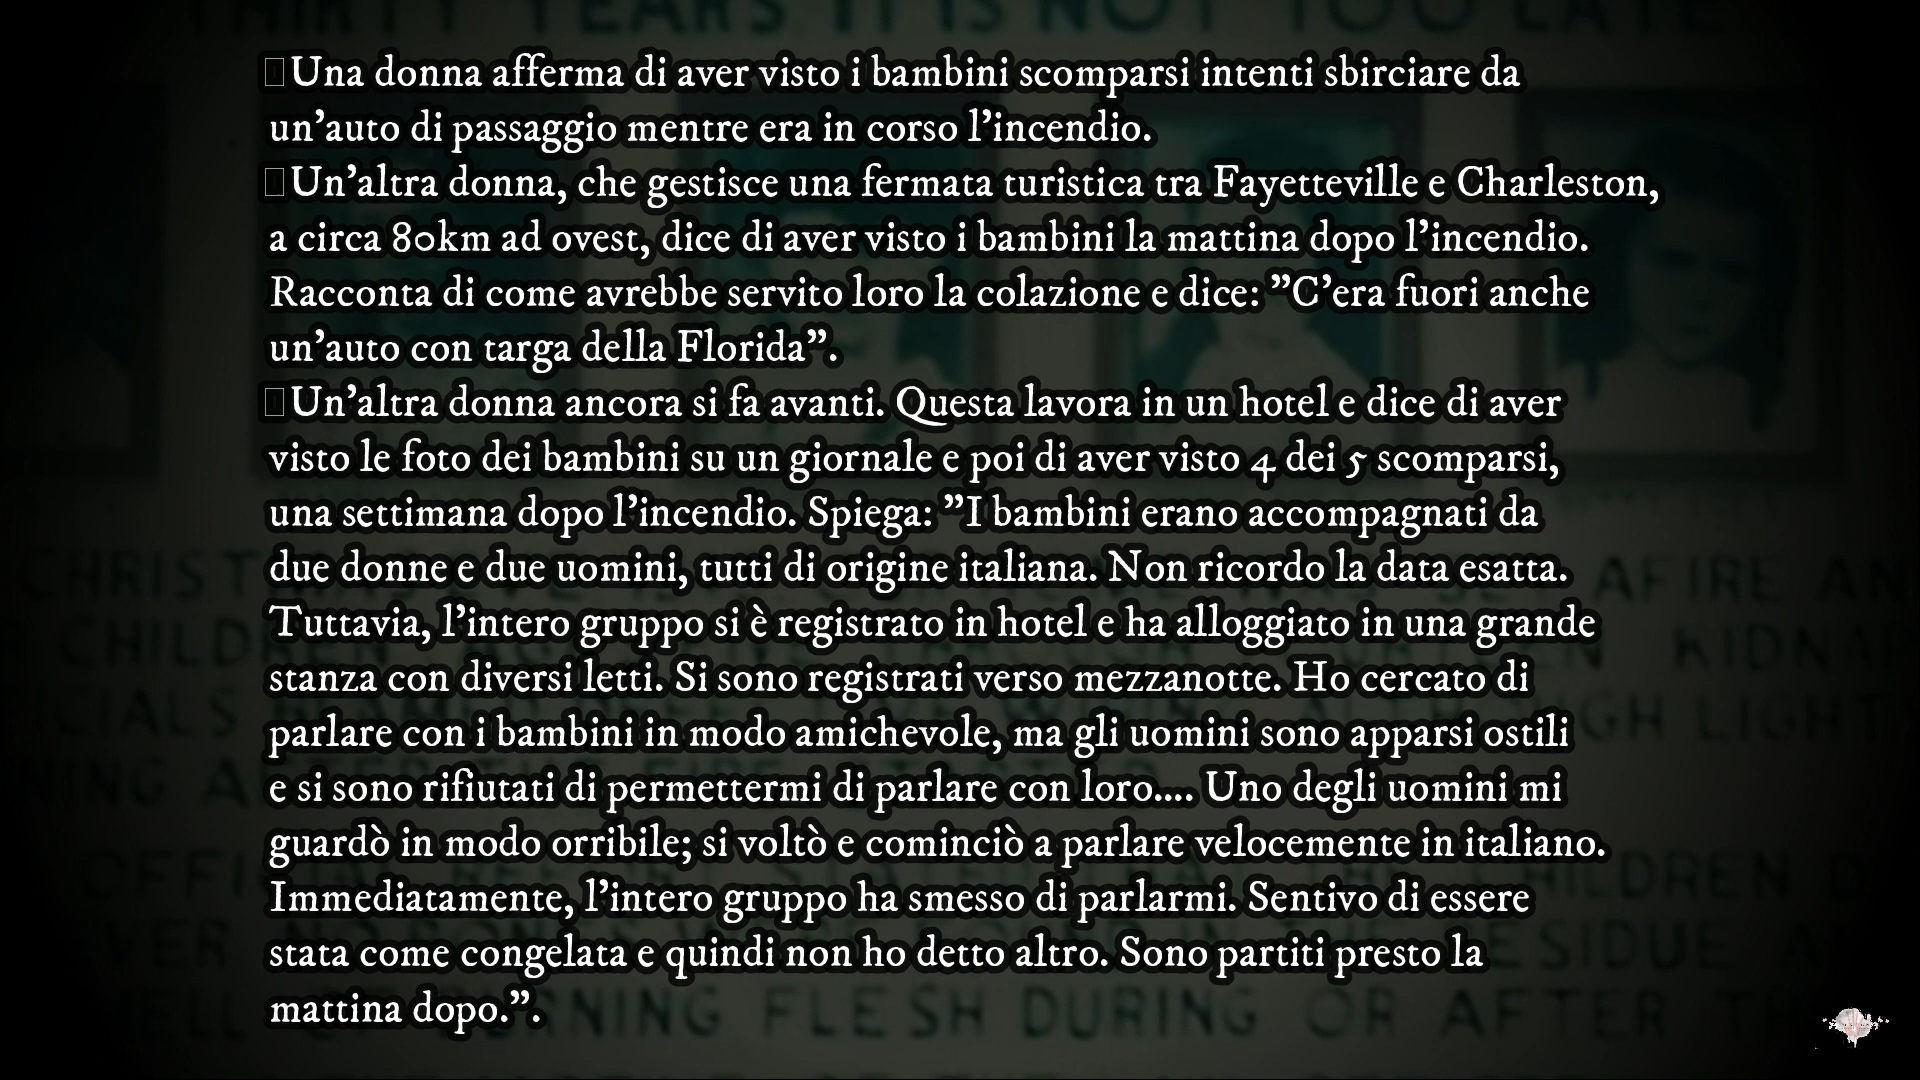 THIRTY YEARS IT IS NOT TOO LATE
Una donna afferma di aver visto i bambini scomparsi intenti sbirciare da
un'auto di passaggio mentre era in corso l'incendio.
Un'altra donna, che gestisce una fermata turistica tra Fayetteville e Charleston,
a circa 80km ad ovest, dice di aver visto i bambini la mattina dopo l'incendio.
Racconta di come avrebbe servito loro la colazione e dice: "C'era fuori anche
un'auto con targa della Florida".
Un'altra donna ancora si fa avanti. Questa lavora in un hotel e dice di aver
visto le foto dei bambini su un giornale e poi di aver visto 4 dei 5 scomparsi,
una settimana dopo l'incendio. Spiega: "I bambini erano accompagnati da
due donne e due uomini, tutti di origine italiana. Non ricordo la data esatta.
Tuttavia, l'intero gruppo si è registrato in hotel e ha alloggiato in una grande
stanza con diversi letti. Si sono registrati verso mezzanotte. Ho cercato di
parlare con i bambini in modo amichevole, ma gli uomini sono apparsi ostili
e si sono rifiutati di permettermi di parlare con loro.... Uno degli uomini mi
guardò in modo orribile; si voltò e cominciò a parlare velocemente in italiano.
Immediatamente, l'intero gruppo ha smesso di parlarmi. Sentivo di essere
stata come congelata e quindi non ho detto altro. Sono partiti presto la
mattina dopo.".